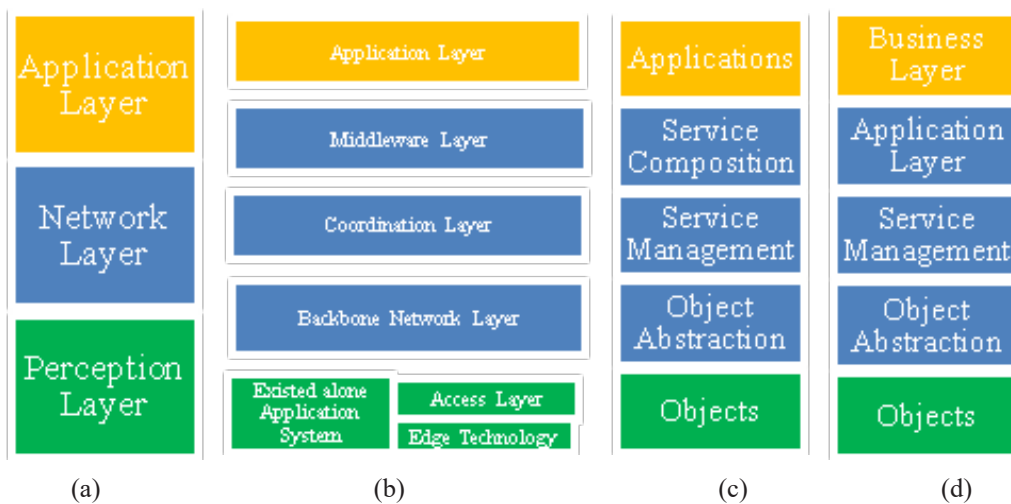 Application
Layer
Network
Layer
Perception
Layer
(a)
Application Layer
Middleware Layer
Coordination Layer
Backbone Network Layer
Existed alone
Application
System
Access Layer
Edge Technology
(b)
Applications
Service
Composition
Service
Management
Object
Abstraction
Objects
(c)
Business
Layer
Application
Layer
Service
Management
Object
Abstraction
Objects
(d)